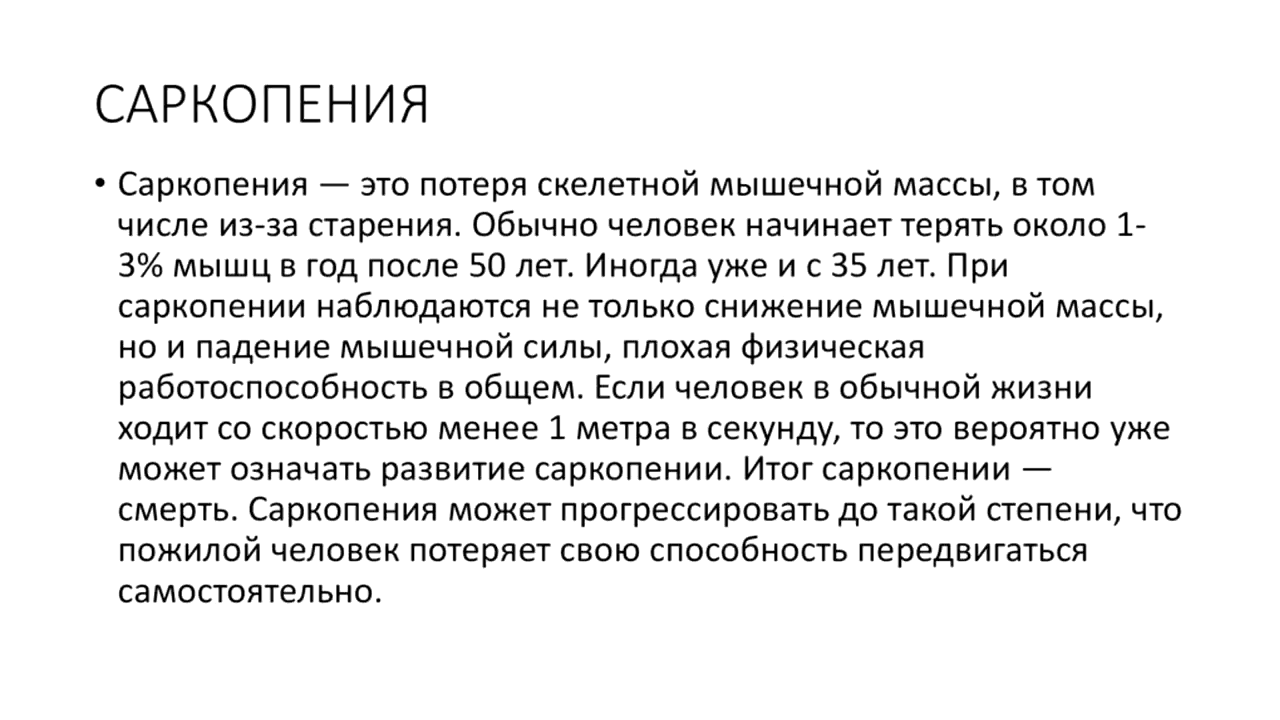 САРКОПЕНИЯ
• Саркопения — это потеря скелетной мышечной массы, в том
числе из-за старения. Обычно человек начинает терять около 1-
3% мышц в год после 50 лет. Иногда уже и с 35 лет. При
саркопении наблюдаются не только снижение мышечной массы,
но и падение мышечной силы, плохая физическая
работоспособность в общем. Если человек в обычной жизни
ходит со скоростью менее 1 метра в секунду, то это вероятно уже
может означать развитие саркопении. Итог саркопении —
смерть. Саркопения может прогрессировать до такой степени, что
пожилой человек потеряет свою способность передвигаться
самостоятельно.